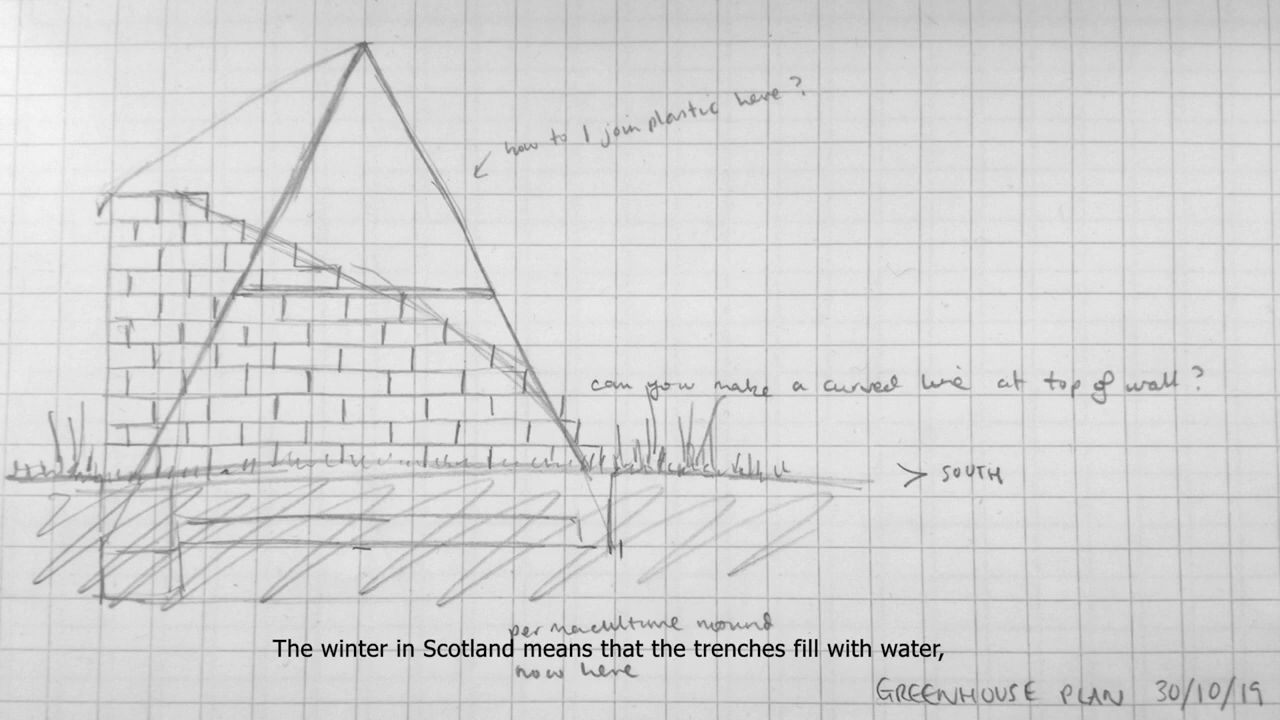 how to I join plastic here?
can you make a curved line at top of wall?
> SOUTH
permaculture mound
The winter in Scotland means that the trenches fill with water,
now here
GREENHOUSE PLAN 30/10/19